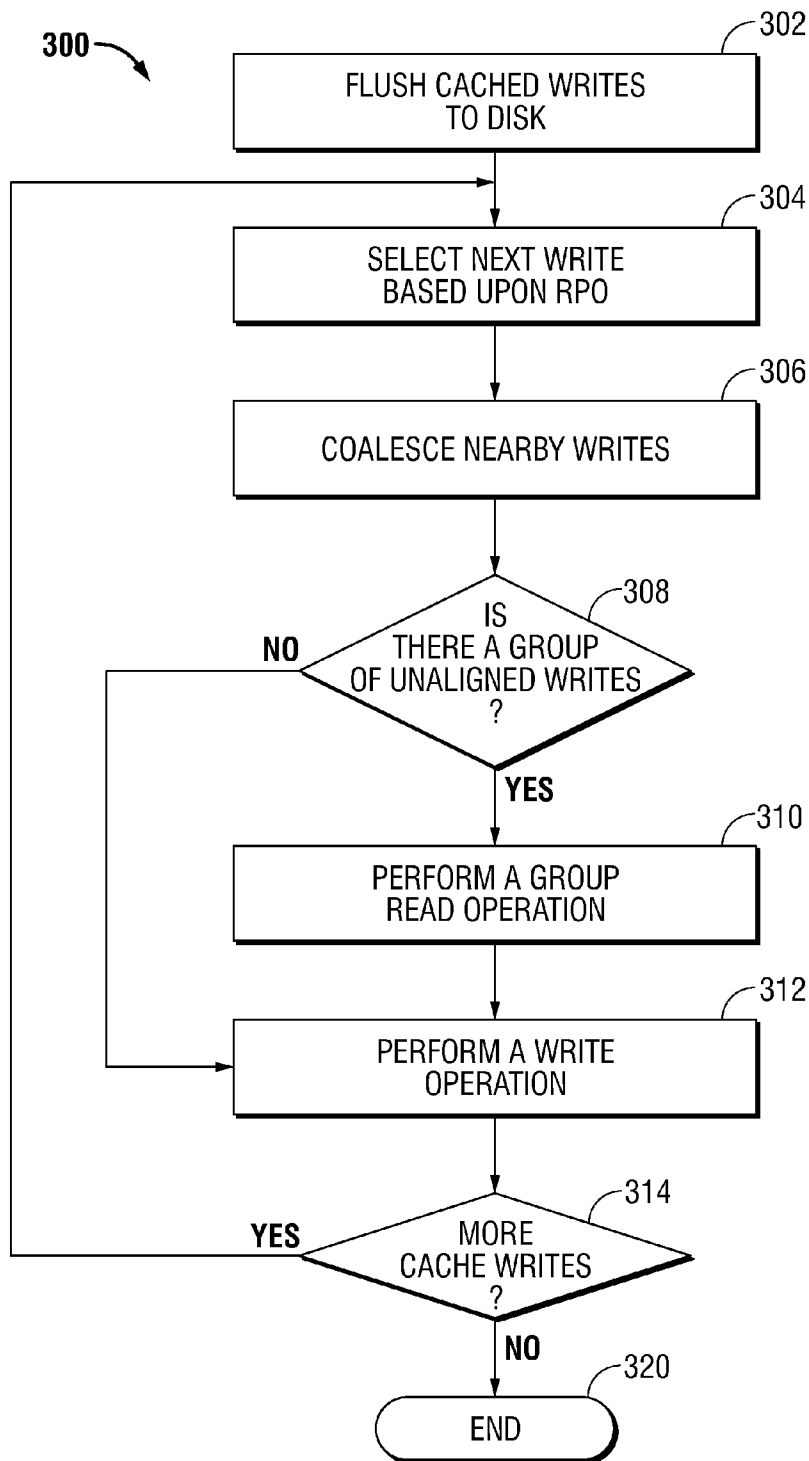 300
302
FLUSH CACHED WRITES
TO DISK
304
SELECT NEXT WRITE
BASED UPON RPO
306
COALESCE NEARBY WRITES
308
IS
THERE A GROUP
OF UNALIGNED WRITES
?
NO
YES
310
PERFORM A GROUP
READ OPERATION
312
PERFORM A WRITE
OPERATION
314
MORE
CACHE WRITES
?
YES
NO
320
END